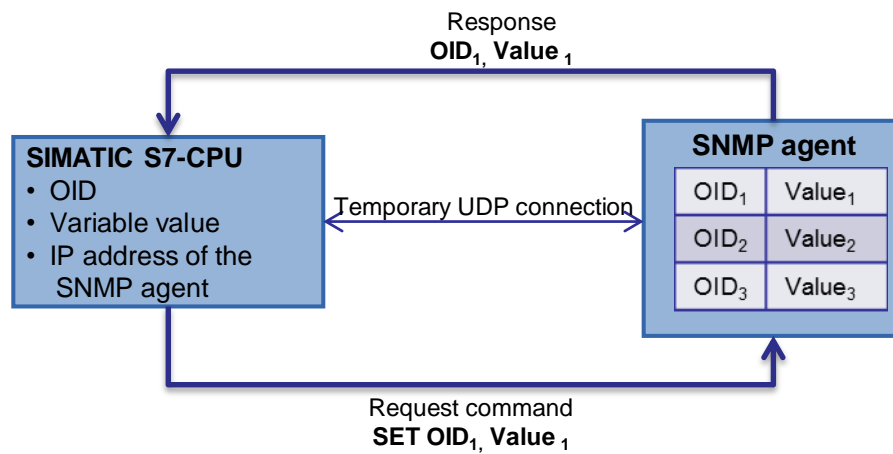 Response
OID₁, Value ₁
SIMATIC S7-CPU
• OID
• Variable value
• IP address of the
SNMP agent
Temporary UDP connection
SNMP agent
OID₁ Value₁
OID₂ Value₂
OID₃ Value₃
Request command
SET OID₁, Value ₁